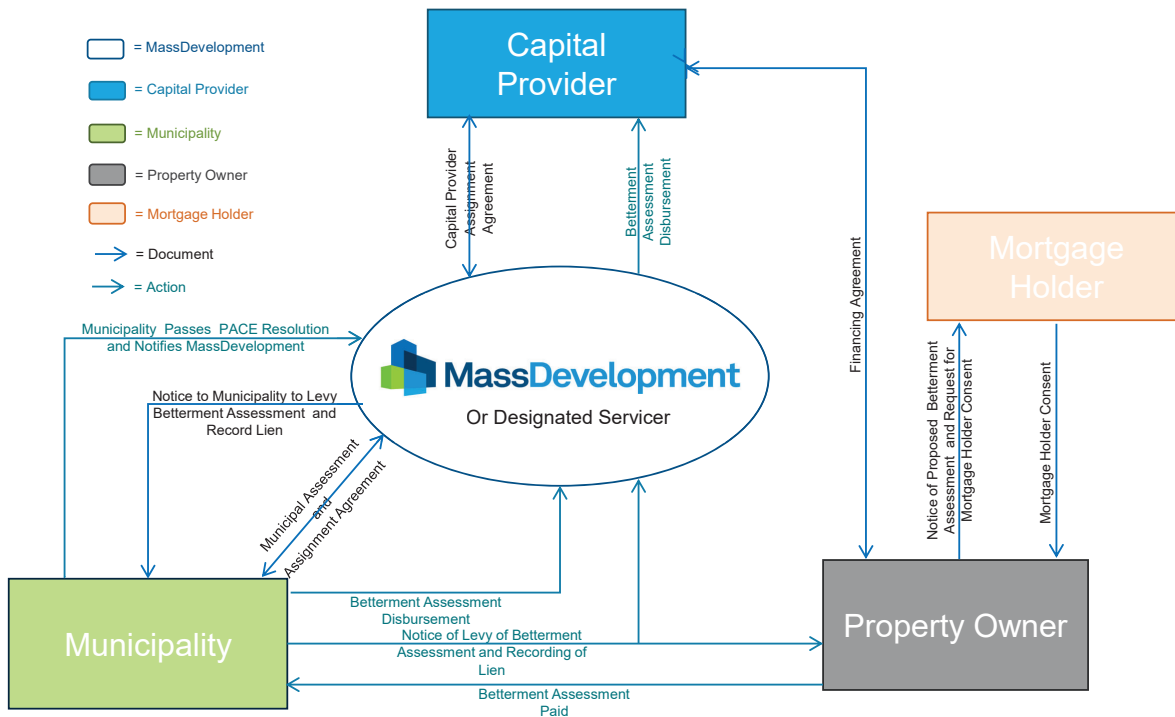 = MassDevelopment
= Capital Provider
= Municipality
= Property Owner
= Mortgage Holder
= Document
= Action
Capital
Provider
Capital Provider
Assignment
Agreement
Betterment
Assessment
Disbursement
Financing Agreement
Mortgage
Holder
Municipality Passes PACE Resolution
and Notifies MassDevelopment
MassDevelopment
Or Designated Servicer
Notice to Municipality to Levy
Betterment Assessment and
Record Lien
Municipal Assessment
and
Assignment Agreement
Notice of Proposed Betterment
Assessment and Request for
Mortgage Holder Consent
Mortgage Holder Consent
Municipality
Betterment Assessment
Disbursement
Notice of Levy of Betterment
Assessment and Recording of
Lien
Betterment Assessment
Paid
Property Owner